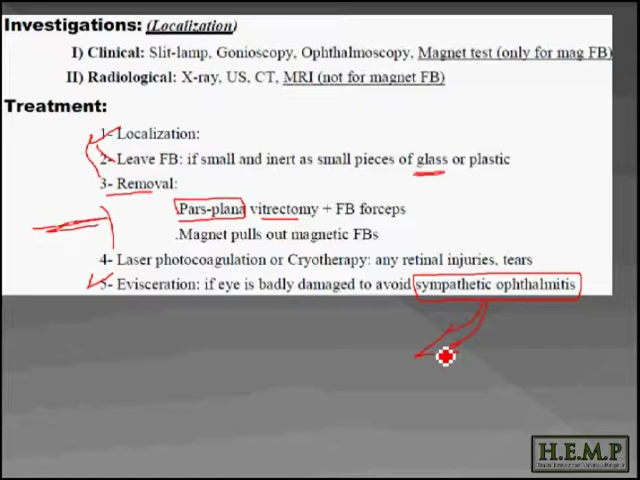 Investigations: (Localization)
I) Clinical: Slit-lamp, Gonioscopy, Ophthalmoscopy, Magnet test (only for mag FB)
II) Radiological: X-ray, US, CT, MRI (not for magnet FB)
Treatment:
1- Localization:
2- Leave FB: if small and inert as small pieces of glass or plastic
3- Removal:
.Pars-plana vitrectomy + FB forceps
.Magnet pulls out magnetic FBs
4- Laser photocoagulation or Cryotherapy: any retinal injuries, tears
5- Evisceration: if eye is badly damaged to avoid sympathetic ophthalmitis
H.E.M.P